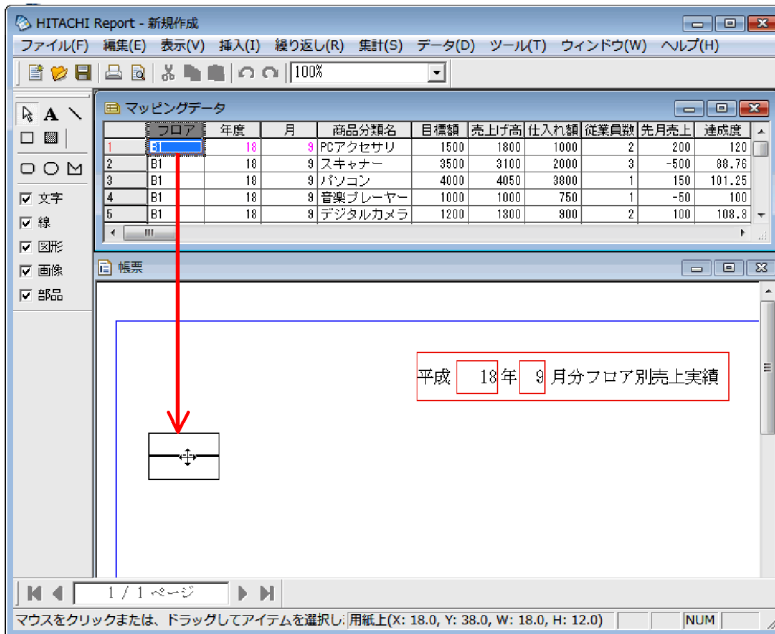 HITACHI Report - 新規作成
ファイル(F) 編集(E) 表示(V) 挿入(I) 繰り返し(R) 集計(S) データ(D) ツール(T) ウィンドウ(W) ヘルプ(H)
100%
A
マッピングデータ
フロア 年度 月 商品分類名 目標額 売上げ高 仕入れ額 従業員数 先月売上 達成度
1 B1 18 9 PCアクセサリ 1500 1800 1000 2 200 120
2 B1 18 9 スキャナー 3500 3100 2000 3 -500 88.76
3 B1 18 9 パソコン 4000 4050 3800 1 150 101.25
4 B1 18 9 音楽プレーヤー 1000 1000 750 1 -50 100
5 B1 18 9 デジタルカメラ 1200 1300 900 2 100 108.3
文字
線
図形
画像
部品
帳票
平成 18 年 9 月分フロア別売上実績
1 / 1 ページ
マウスをクリックまたは、ドラッグしてアイテムを選択し: 用紙上(X: 18.0, Y: 38.0, W: 18.0, H: 12.0) NUM